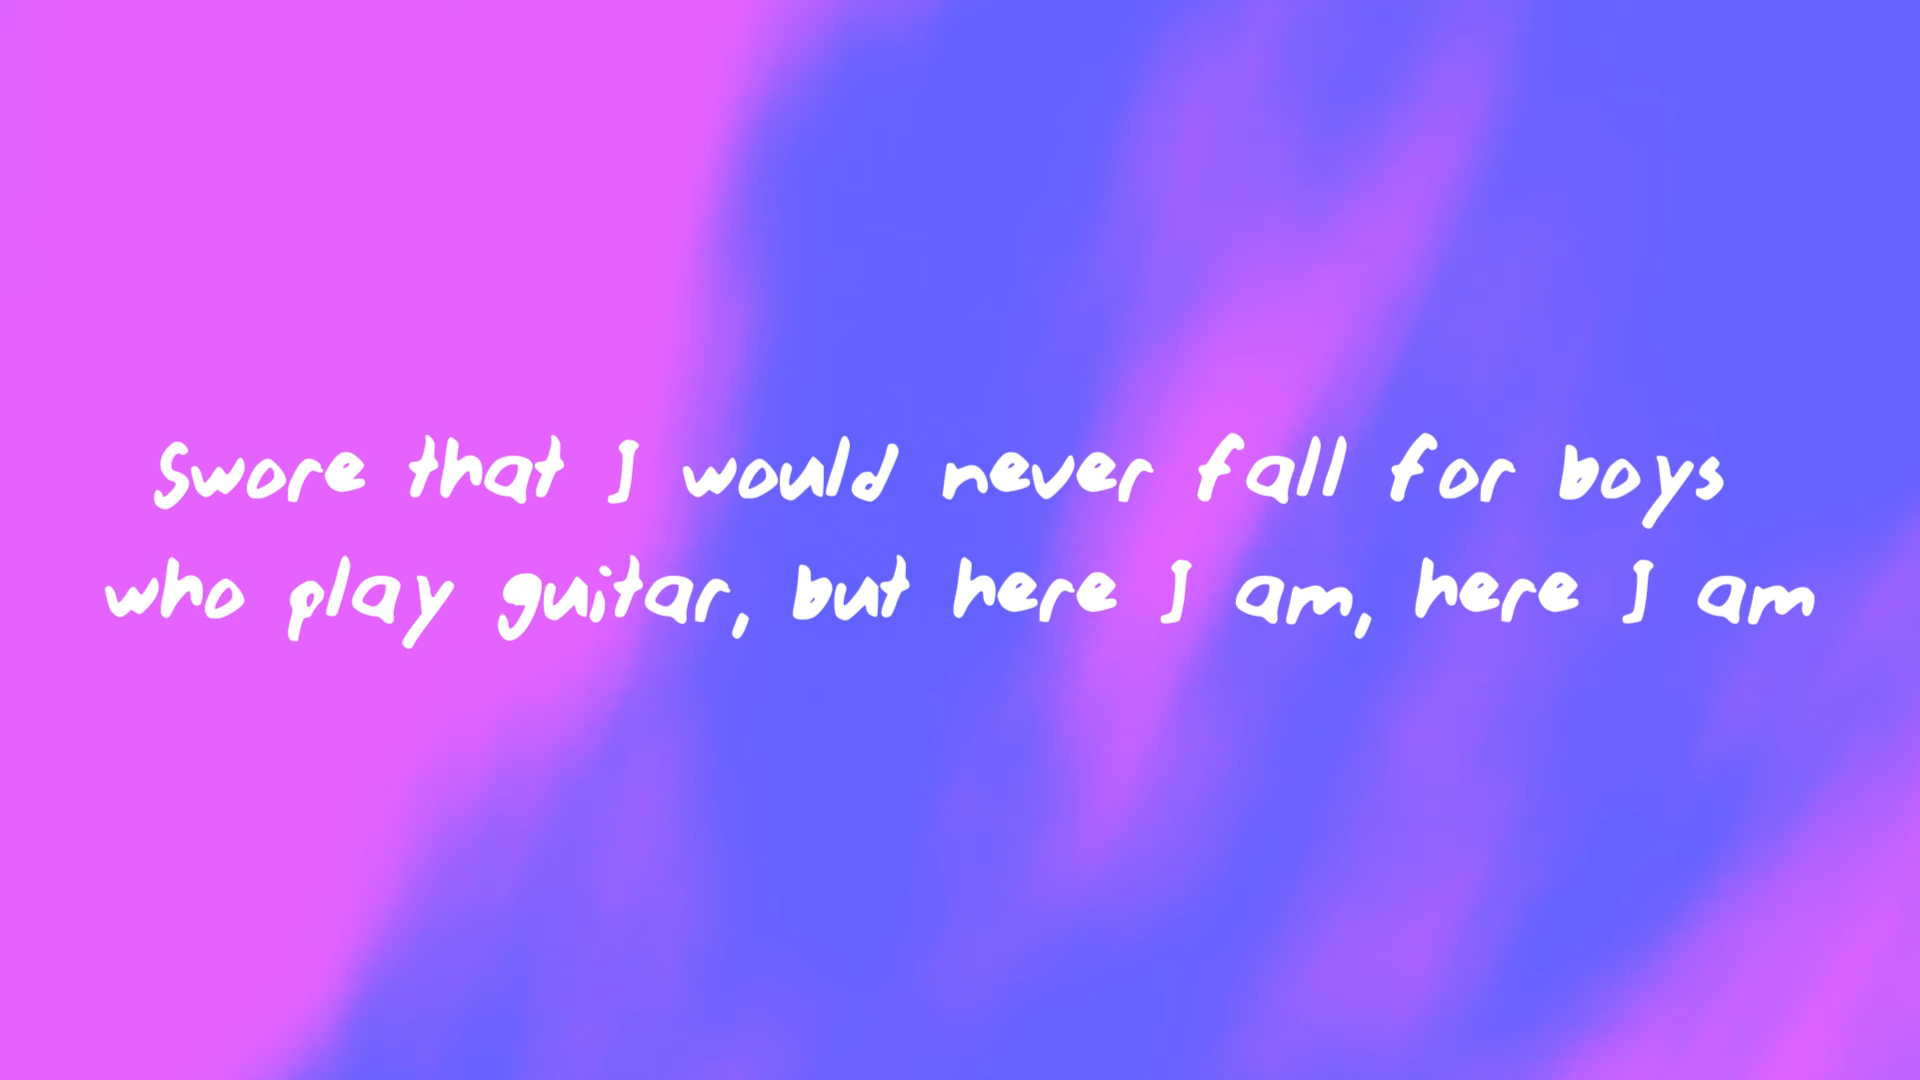 Swore that I would never fall for boys
who play guitar, but here I am, here I am